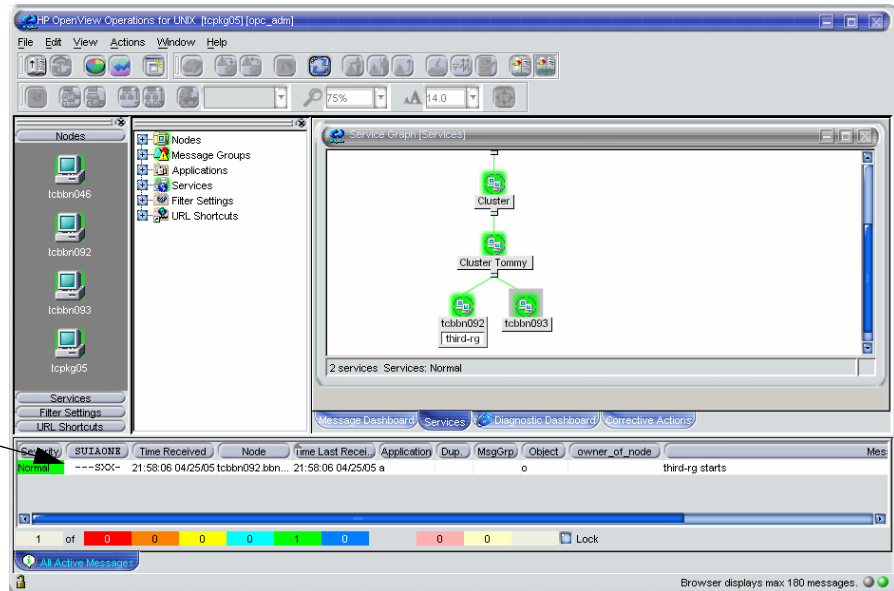 HP OpenView Operations for UNIX [tcpkg05] [opc_adm]
File Edit View Actions Window Help
75% 14.0
Nodes
tcbbn046
tcbbn092
tcbbn093
tcpkg05
Services
Filter Settings
URL Shortcuts
Nodes
Message Groups
Applications
Services
Filter Settings
URL Shortcuts
Service Graph [Services]
Cluster
Cluster Tommy
tcbbn092 tcbbn093
third-rg
2 services Services: Normal
Message Dashboard Services Diagnostic Dashboard Corrective Actions
Severity SUIAONE Time Received Node Time Last Recei... Application Dup. MsgGrp Object owner_of_node Mes
Normal ---SXX- 21:58:06 04/25/05 tcbbn092.bbn... 21:58:06 04/25/05 a o third-rg starts
1 of 0 0 0 0 1 0 0 0 Lock
All Active Messages
Browser displays max 180 messages.